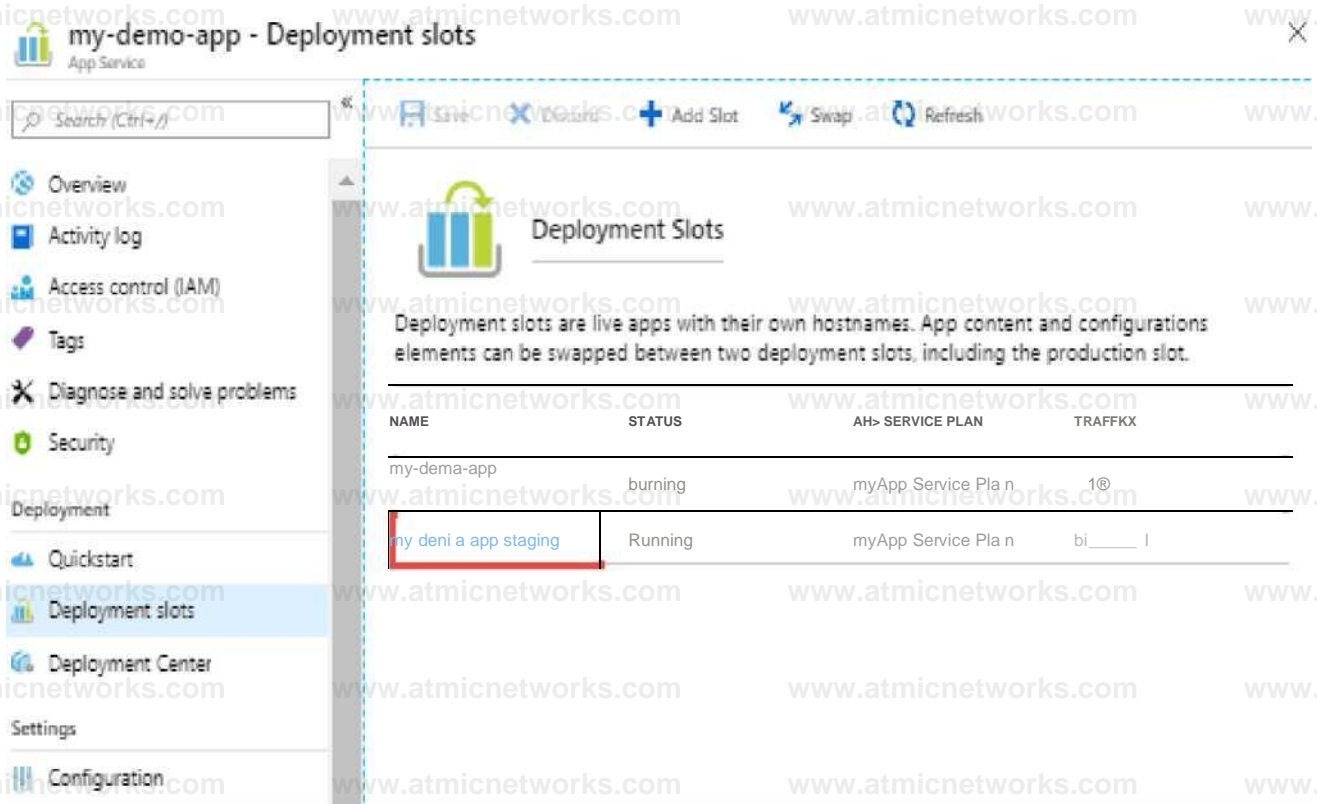 my-demo-app - Deployment slots
App Service
Search (Ctrl+/)
«
Save Discard Add Slot Swap Refresh
Overview
Activity log
Access control (IAM)
Tags
Diagnose and solve problems
Security
Deployment
Quickstart
Deployment slots
Deployment Center
Settings
Configuration
Deployment Slots
Deployment slots are live apps with their own hostnames. App content and configurations
elements can be swapped between two deployment slots, including the production slot.
NAME STATUS AH> SERVICE PLAN TRAFFKX
my-dema-app burning myApp Service Pla n 1®
my deni a app staging Running myApp Service Pla n bi_____ l
www.atmicnetworks.com